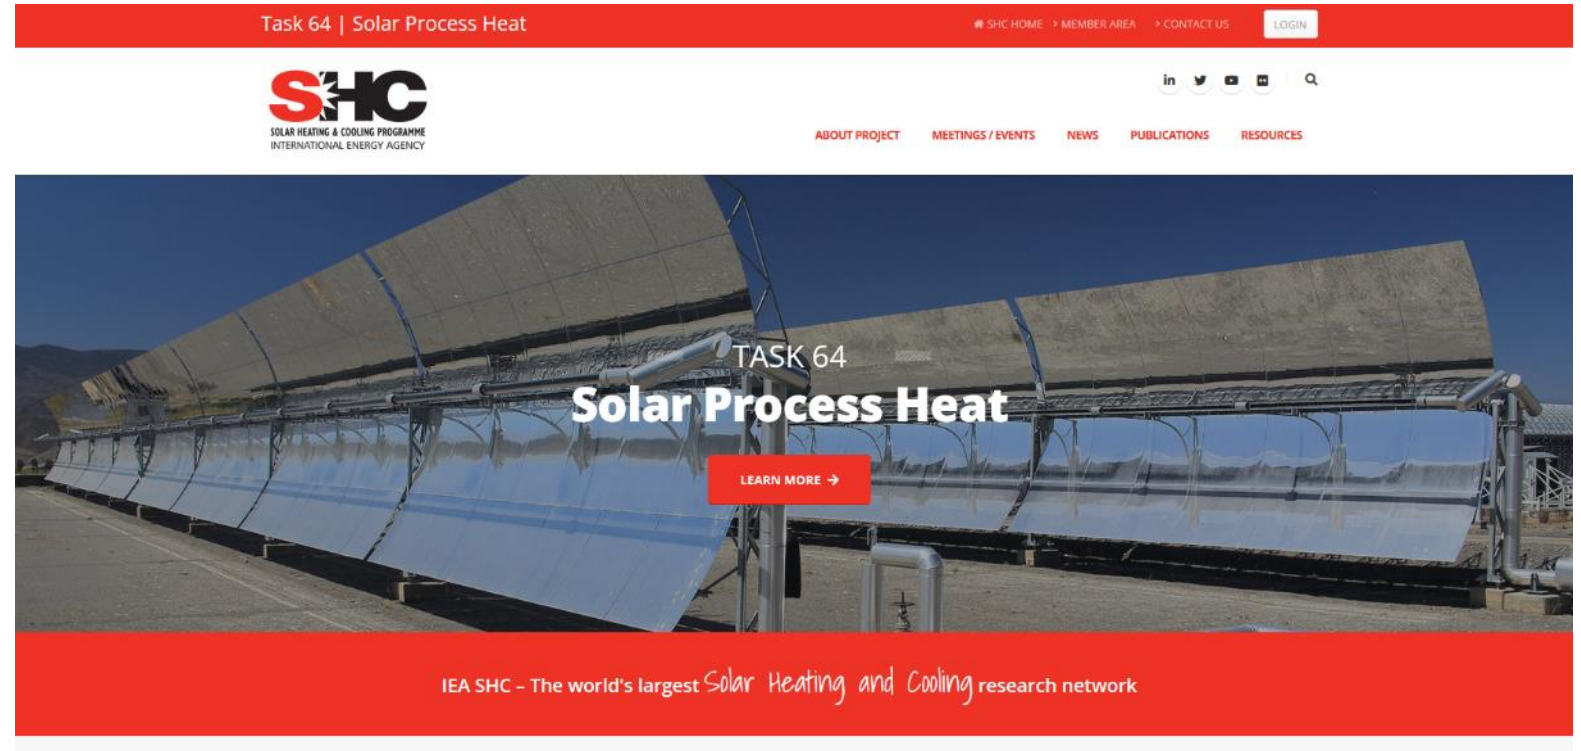 Task 64 | Solar Process Heat
SHC HOME
MEMBER AREA
CONTACT US
LOGIN
SHC
SOLAR HEATING & COOLING PROGRAMME
INTERNATIONAL ENERGY AGENCY
ABOUT PROJECT
MEETINGS / EVENTS
NEWS
PUBLICATIONS
RESOURCES
TASK 64
Solar Process Heat
LEARN MORE →
IEA SHC – The world's largest Solar Heating and Cooling research network